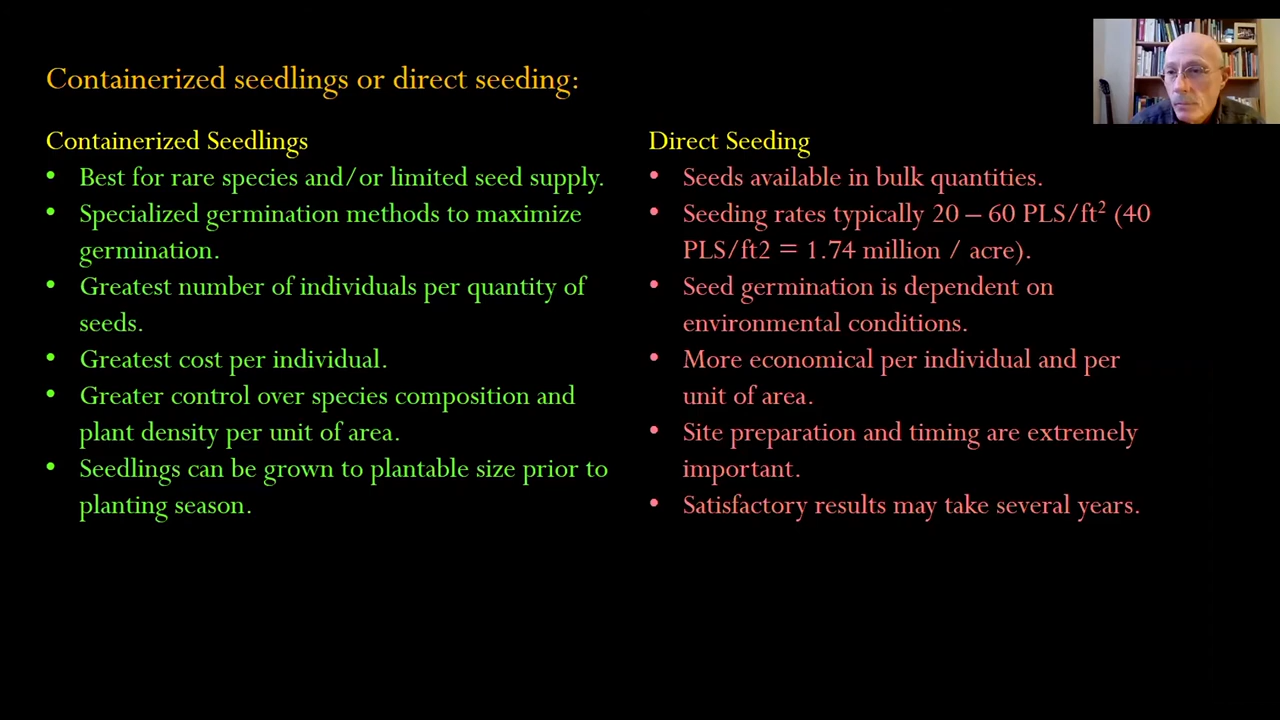 Containerized seedlings or direct seeding:
Containerized Seedlings
• Best for rare species and/or limited seed supply.
• Specialized germination methods to maximize
germination.
• Greatest number of individuals per quantity of
seeds.
• Greatest cost per individual.
• Greater control over species composition and
plant density per unit of area.
• Seedlings can be grown to plantable size prior to
planting season.
Direct Seeding
• Seeds available in bulk quantities.
• Seeding rates typically 20 – 60 PLS/ft² (40
PLS/ft2 = 1.74 million / acre).
• Seed germination is dependent on
environmental conditions.
• More economical per individual and per
unit of area.
• Site preparation and timing are extremely
important.
• Satisfactory results may take several years.